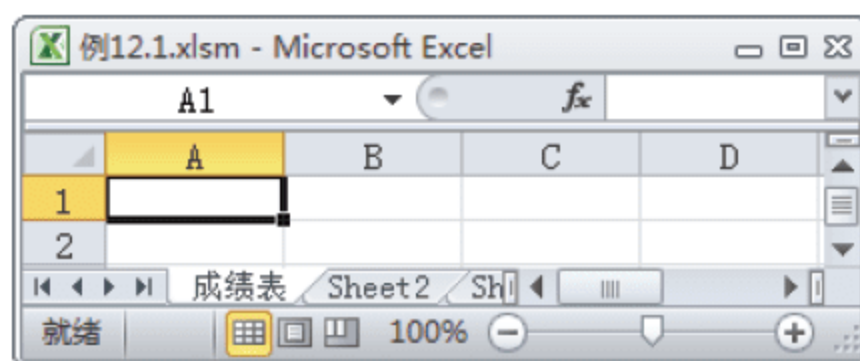 例12.1.xlsm - Microsoft Excel
A1 fx
A B C D
1
2
成绩表 Sheet2 Sh
就绪 100%